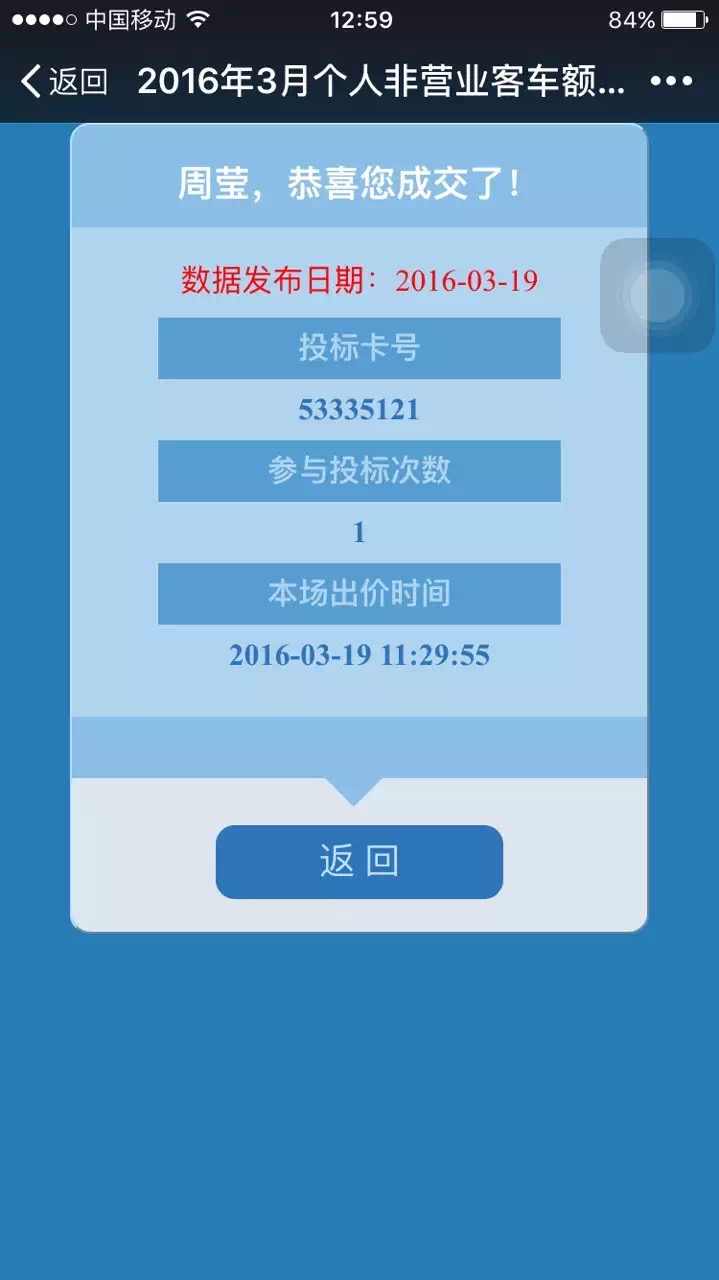 中国移动 12:59 84%
返回 2016年3月个人非营业客车额...
周莹，恭喜您成交了！
数据发布日期：2016-03-19
投标卡号
53335121
参与投标次数
1
本场出价时间
2016-03-19 11:29:55
返 回